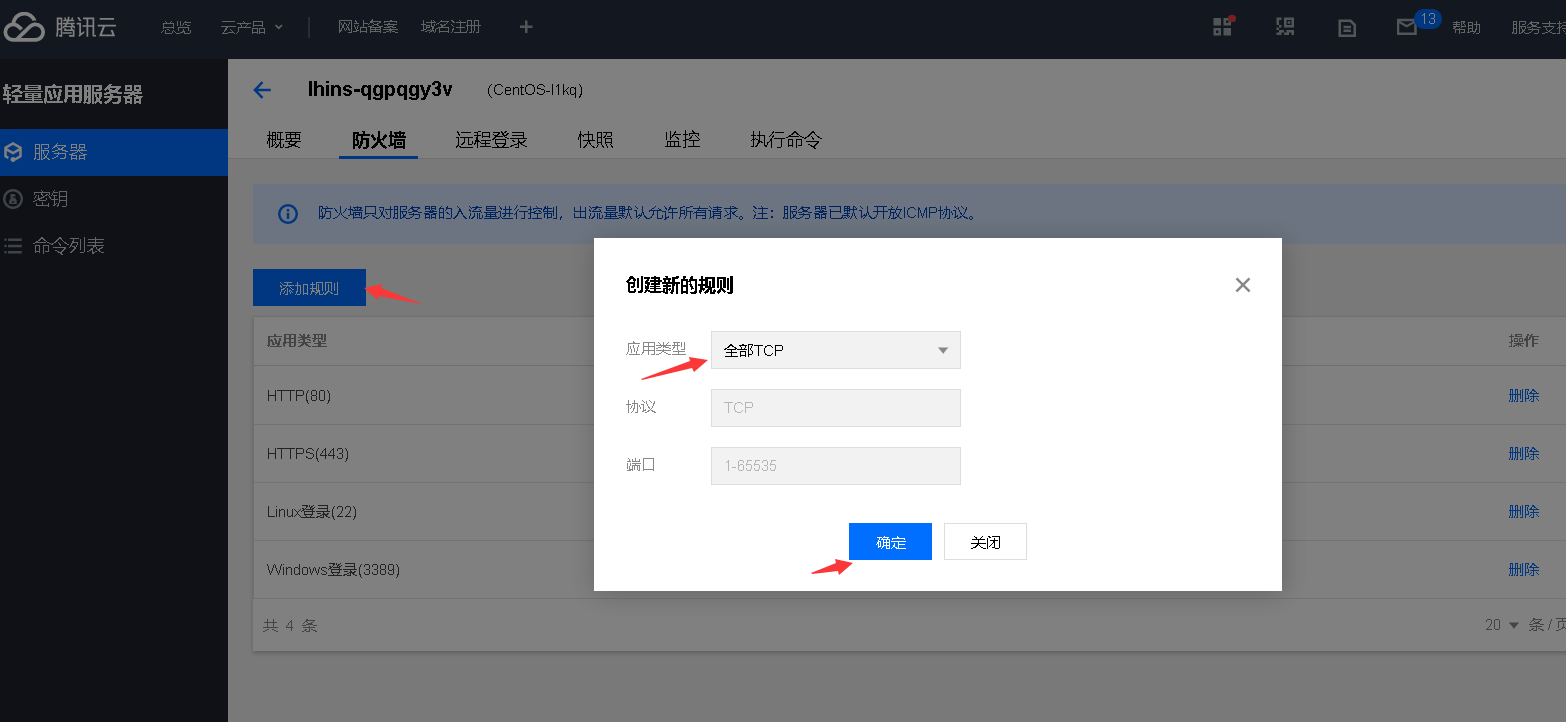 腾讯云 总览 云产品 网站备案 域名注册 + 13 帮助 服务支持
轻量应用服务器
服务器
密钥
命令列表
lhins-qgpqgy3v (CentOS-l1kq)
概要 防火墙 远程登录 快照 监控 执行命令
防火墙只对服务器的入流量进行控制，出流量默认允许所有请求。注：服务器已默认开放ICMP协议。
添加规则
应用类型 操作
HTTP(80) 删除
HTTPS(443) 删除
Linux登录(22) 删除
Windows登录(3389) 删除
共 4 条 20 条/页
创建新的规则
应用类型 全部TCP
协议 TCP
端口 1-65535
确定 关闭